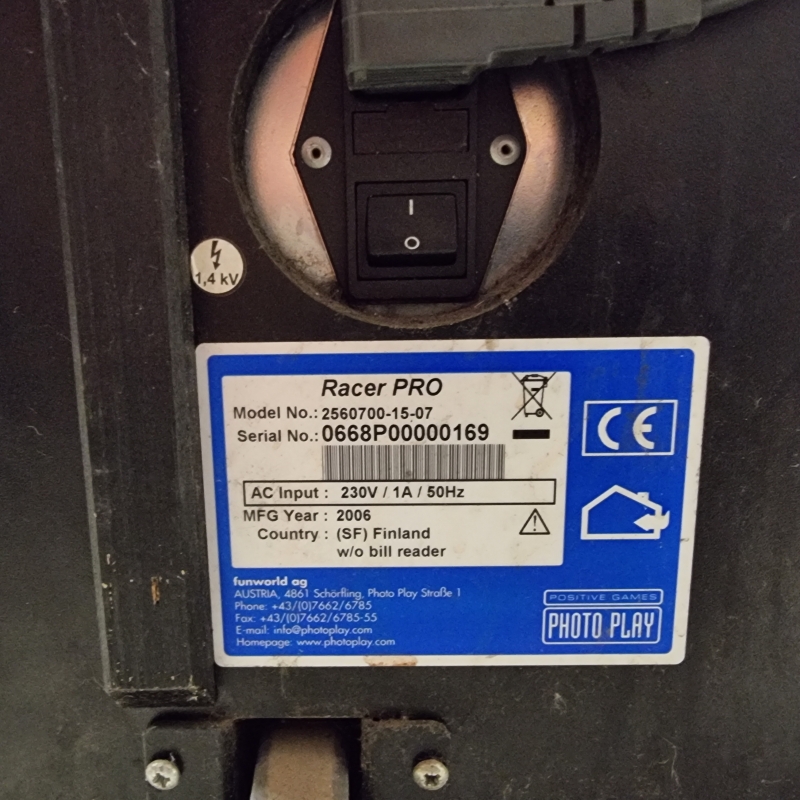 I
O
1,4 kV
Racer PRO
Model No.: 2560700-15-07
Serial No.: 0668P00000169
CE
AC Input : 230V / 1A / 50Hz
MFG Year : 2006
Country : (SF) Finland
w/o bill reader
funworld ag
AUSTRIA, 4861 Schörfling, Photo Play Straße 1
Phone: +43/(0)7662/6785
Fax: +43/(0)7662/6785-55
E-mail: info@photoplay.com
Homepage: www.photoplay.com
POSITIVE GAMES
PHOTO PLAY